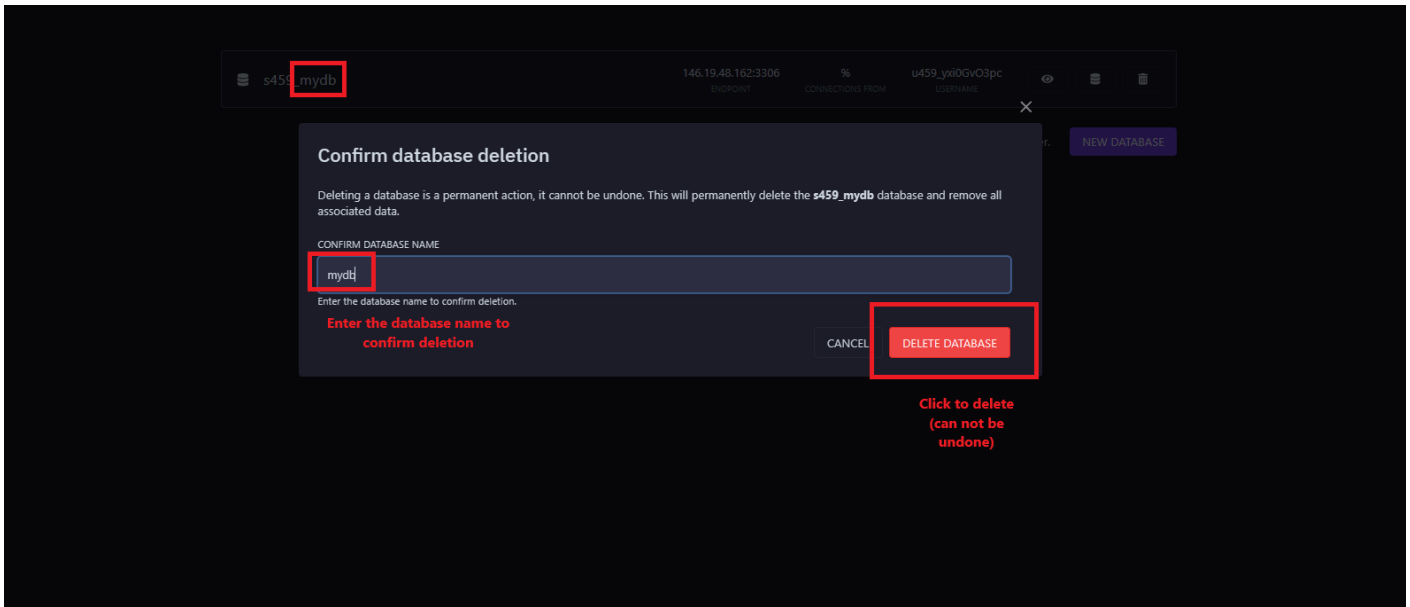 s459_mydb
146.19.48.162:3306
ENDPOINT
%
CONNECTIONS FROM
u459_yxi0GvO3pc
USERNAME
er.
NEW DATABASE
Confirm database deletion
Deleting a database is a permanent action, it cannot be undone. This will permanently delete the s459_mydb database and remove all
associated data.
CONFIRM DATABASE NAME
mydb
Enter the database name to confirm deletion.
Enter the database name to
confirm deletion
CANCEL
DELETE DATABASE
Click to delete
(can not be
undone)